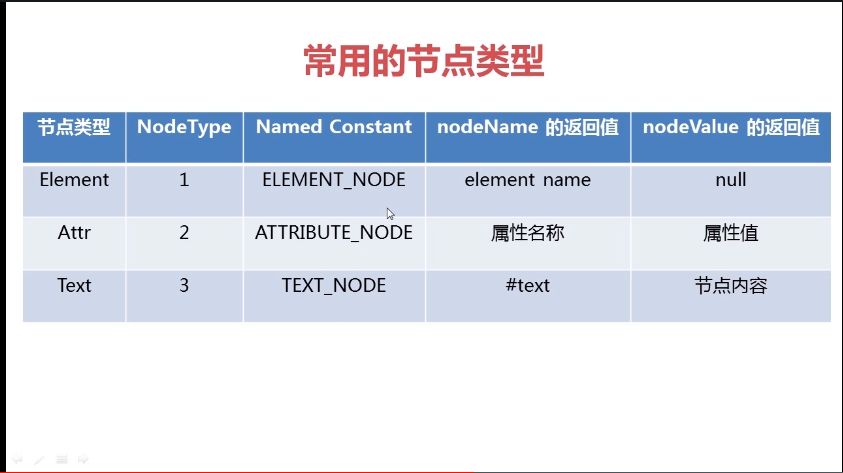 常用的节点类型
节点类型 NodeType Named Constant nodeName 的返回值 nodeValue 的返回值
Element 1 ELEMENT_NODE element name null
Attr 2 ATTRIBUTE_NODE 属性名称 属性值
Text 3 TEXT_NODE #text 节点内容